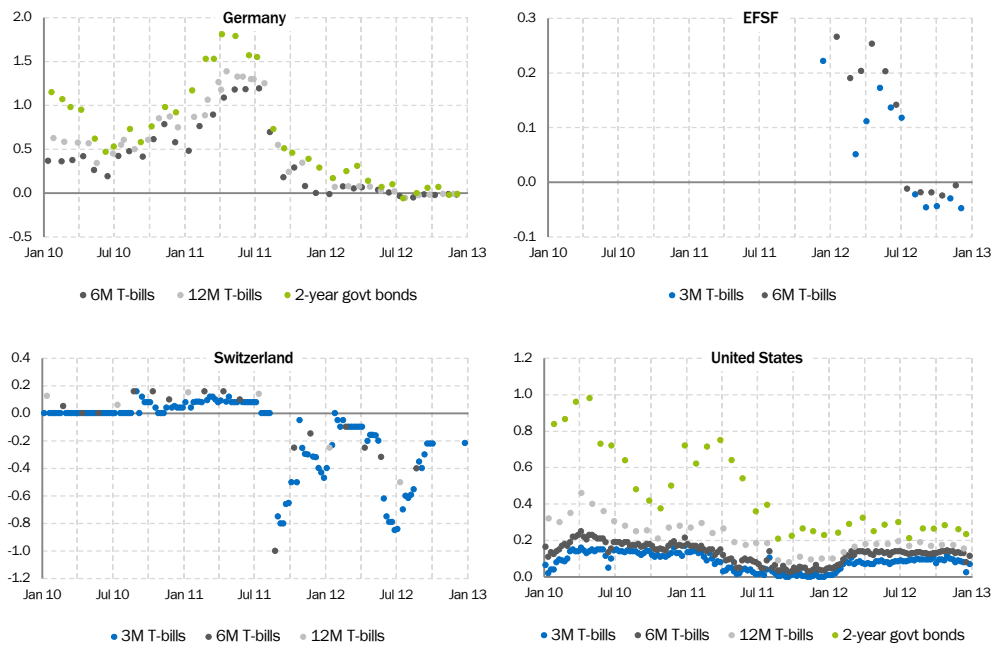 Germany
2.0
1.5
1.0
0.5
0.0
-0.5
Jan 10 Jul 10 Jan 11 Jul 11 Jan 12 Jul 12 Jan 13
6M T-bills 12M T-bills 2-year govt bonds
EFSF
0.3
0.2
0.1
0.0
-0.1
Jan 10 Jul 10 Jan 11 Jul 11 Jan 12 Jul 12 Jan 13
3M T-bills 6M T-bills
Switzerland
0.4
0.2
0.0
-0.2
-0.4
-0.6
-0.8
-1.0
-1.2
Jan 10 Jul 10 Jan 11 Jul 11 Jan 12 Jul 12 Jan 13
3M T-bills 6M T-bills 12M T-bills
United States
1.2
1.0
0.8
0.6
0.4
0.2
0.0
Jan 10 Jul 10 Jan 11 Jul 11 Jan 12 Jul 12 Jan 13
3M T-bills 6M T-bills 12M T-bills 2-year govt bonds